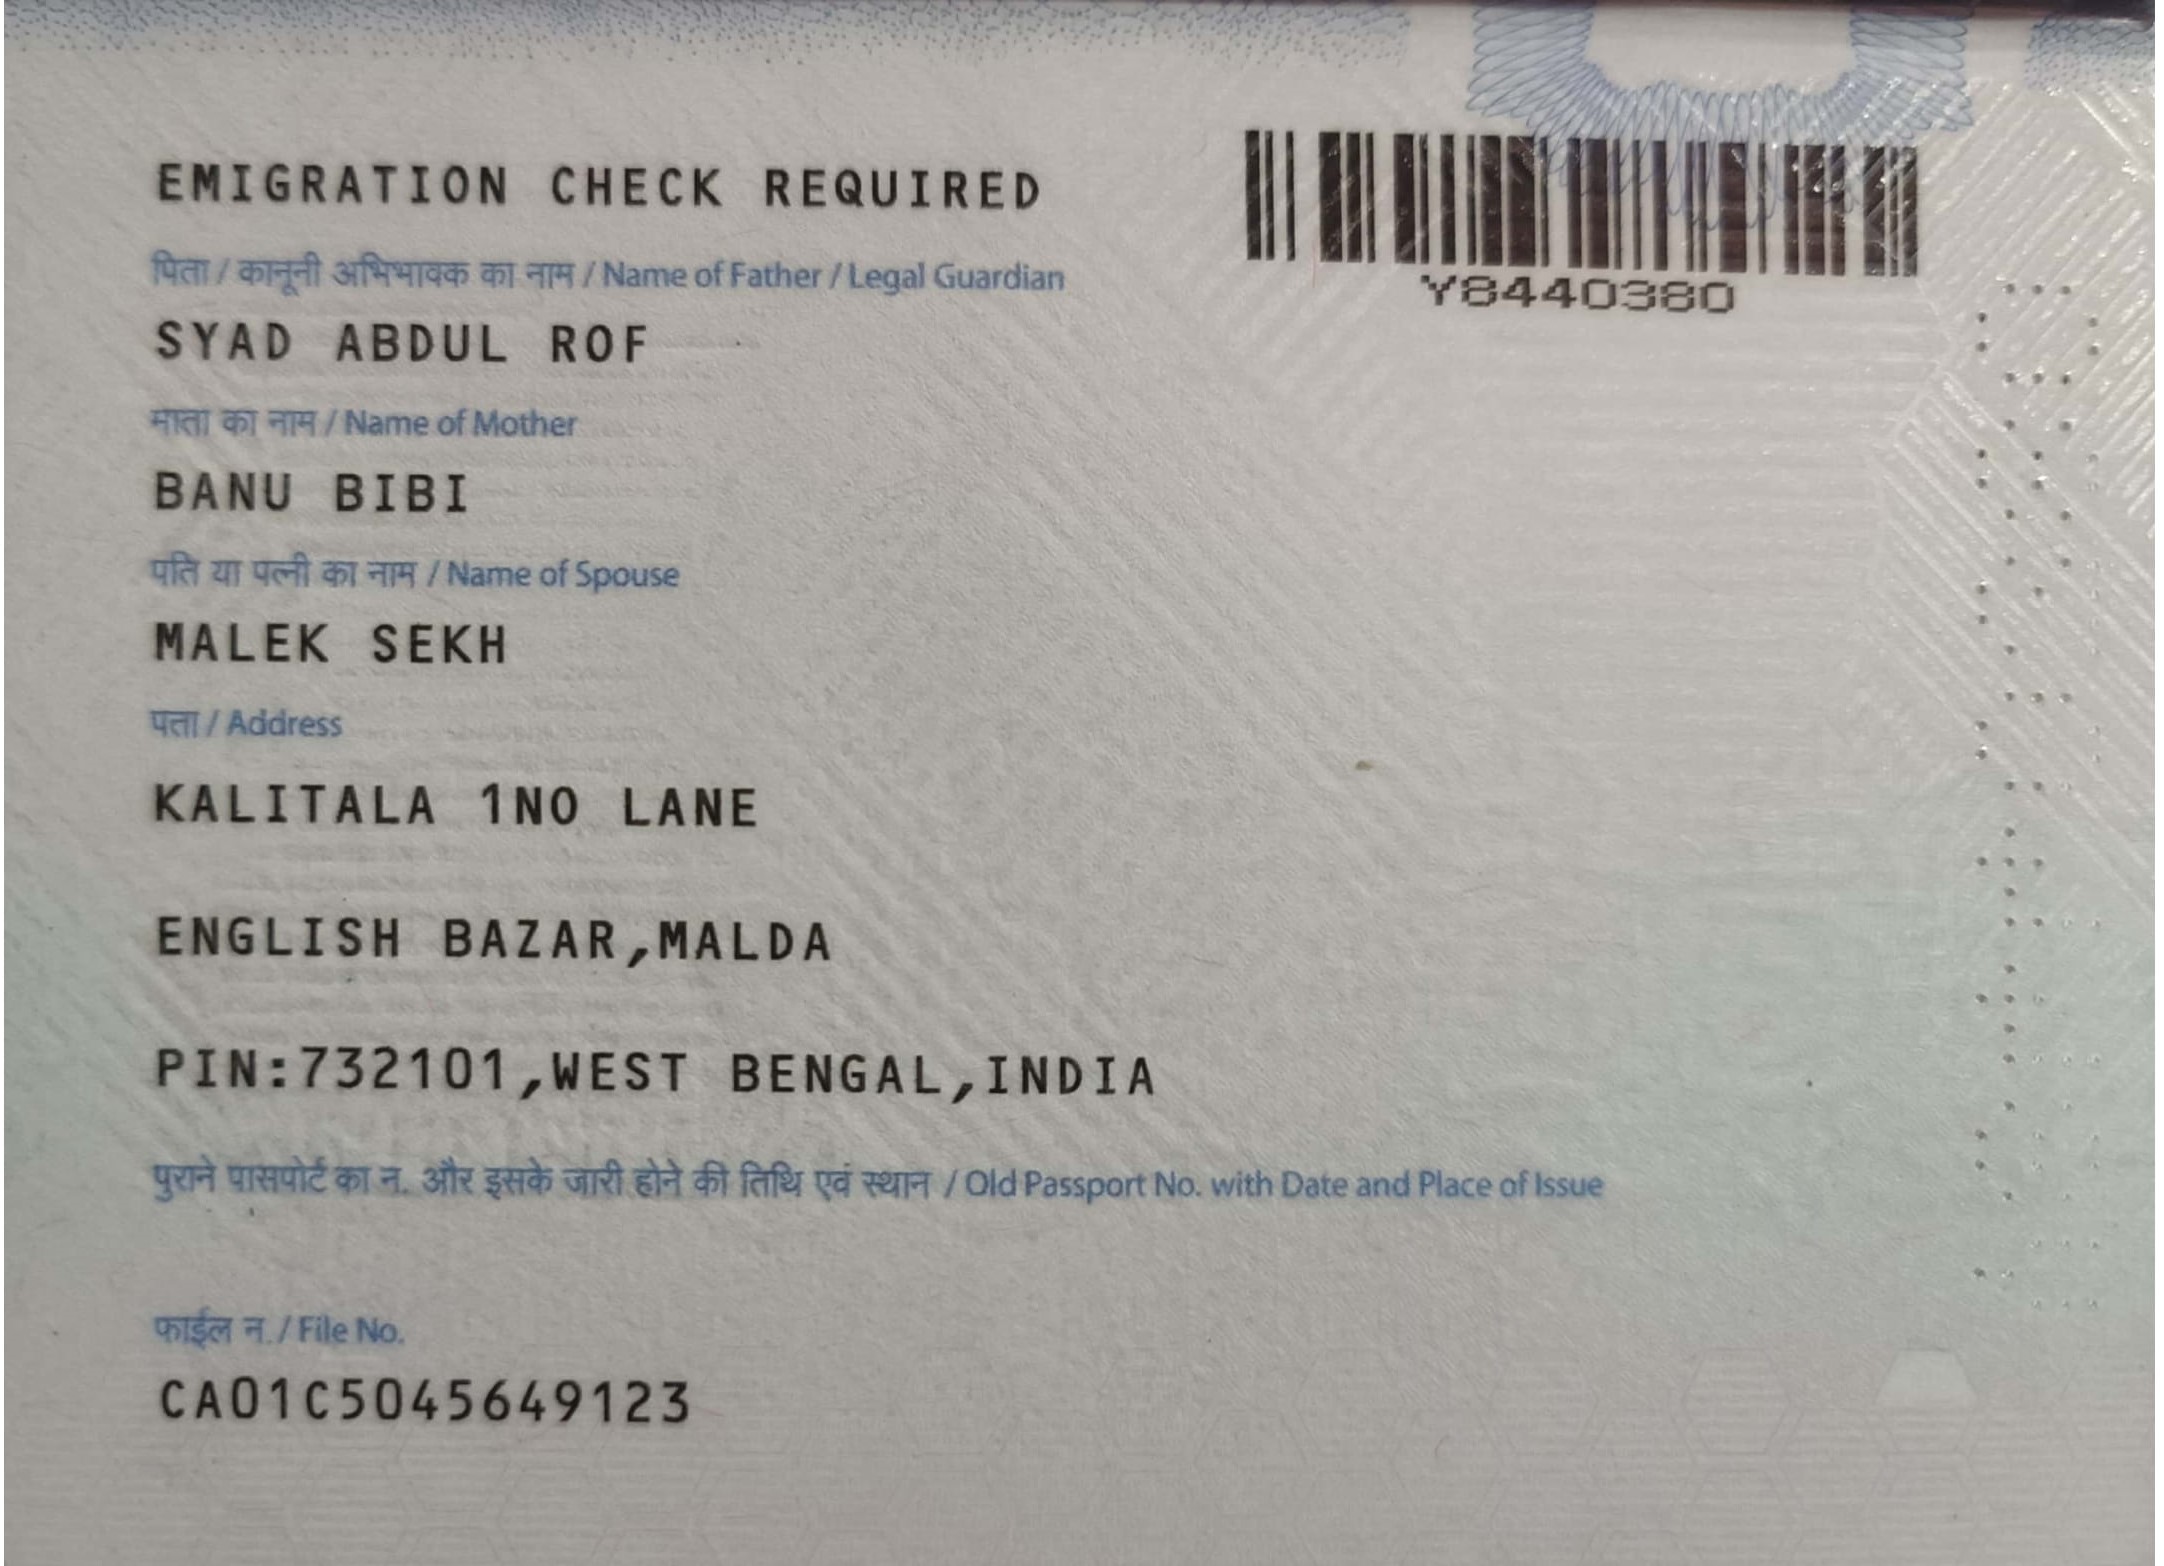 EMIGRATION CHECK REQUIRED
Y8440380
पिता / कानूनी अभिभावक का नाम / Name of Father / Legal Guardian
SYAD ABDUL ROF
माता का नाम / Name of Mother
BANU BIBI
पति या पत्नी का नाम / Name of Spouse
MALEK SEKH
पता / Address
KALITALA 1NO LANE
ENGLISH BAZAR,MALDA
PIN:732101,WEST BENGAL,INDIA
पुराने पासपोर्ट का न. और इसके जारी होने की तिथि एवं स्थान / Old Passport No. with Date and Place of Issue
फाईल न. / File No.
CA01C5045649123